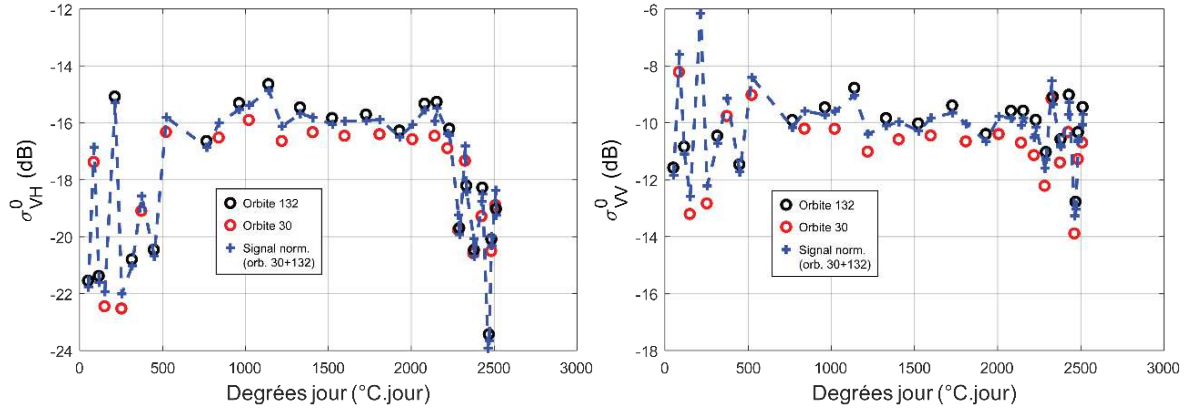 -12
-14
-16
-18
-20
-22
-24
σ⁰VH (dB)
Orbite 132
Orbite 30
Signal norm.
(orb. 30+132)
0 500 1000 1500 2000 2500 3000
Degrées jour (°C.jour)
-6
-8
-10
-12
-14
-16
-18
σ⁰VV (dB)
Orbite 132
Orbite 30
Signal norm.
(orb. 30+132)
0 500 1000 1500 2000 2500 3000
Degrées jour (°C.jour)